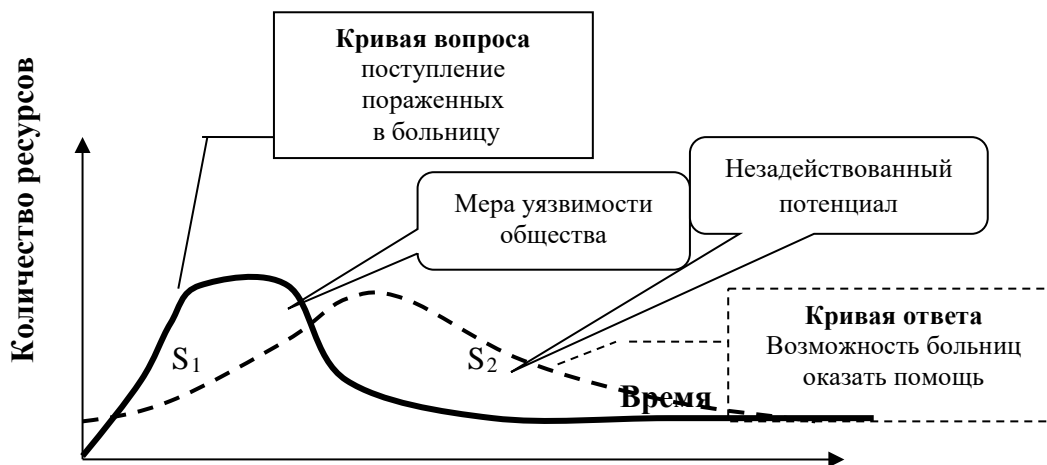 Кривая вопроса
поступление
пораженных
в больницу
Количество ресурсов
Незадействованный
потенциал
Мера уязвимости
общества
Кривая ответа
Возможность больниц
оказать помощь
S1
S2
Время